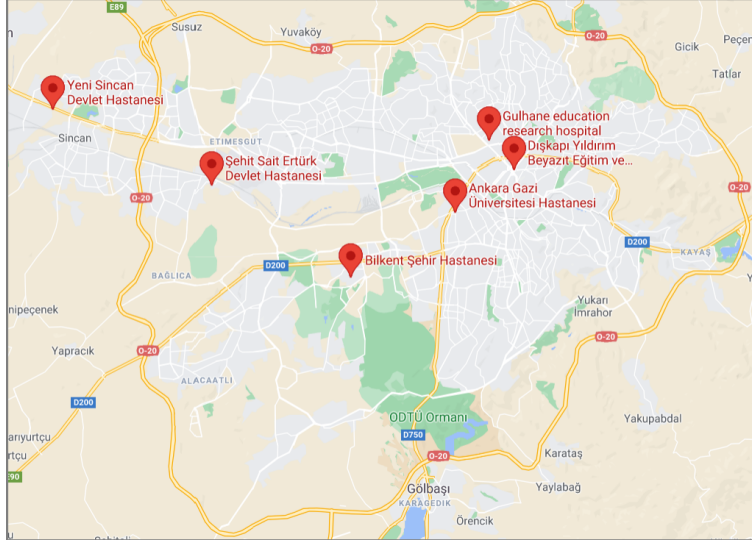 E89
Susuz
Yuvaköy
O-20
O-20
Gicik
Peçen
Tatlar
Yeni Sincan
Devlet Hastanesi
Sincan
ETIMESGUT
Gulhane education
research hospital
Dışkapı Yıldırım
Beyazıt Eğitim ve...
Şehit Sait Ertürk
Devlet Hastanesi
Ankara Gazi
Üniversitesi Hastanesi
O-20
O-20
D200
KAYAŞ
Bilkent Şehir Hastanesi
D200
BAĞLICA
nipeçenek
Yukarı
İmrahor
O-20
Yapracık
O-20
ALACAATLI
D200
ODTÜ Ormanı
Yakupabdal
D750
arıyurtçu
rtçu
O-20
Karataş
E90
Gölbaşı
KARAGEDIK
Yaylabağ
Örencik